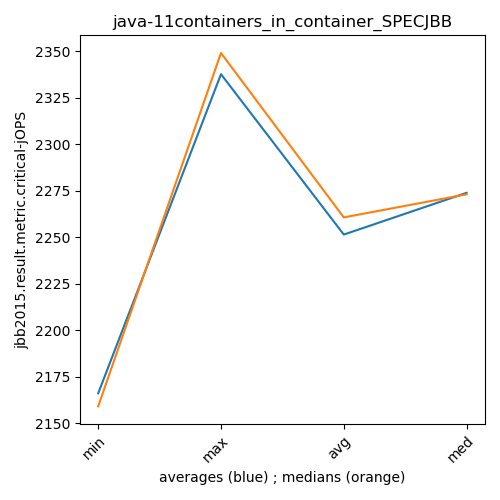 java-11containers_in_container_SPECJBB
jbb2015.result.metric.critical-jOPS
2350
2325
2300
2275
2250
2225
2200
2175
2150
min
max
avg
med
averages (blue) ; medians (orange)